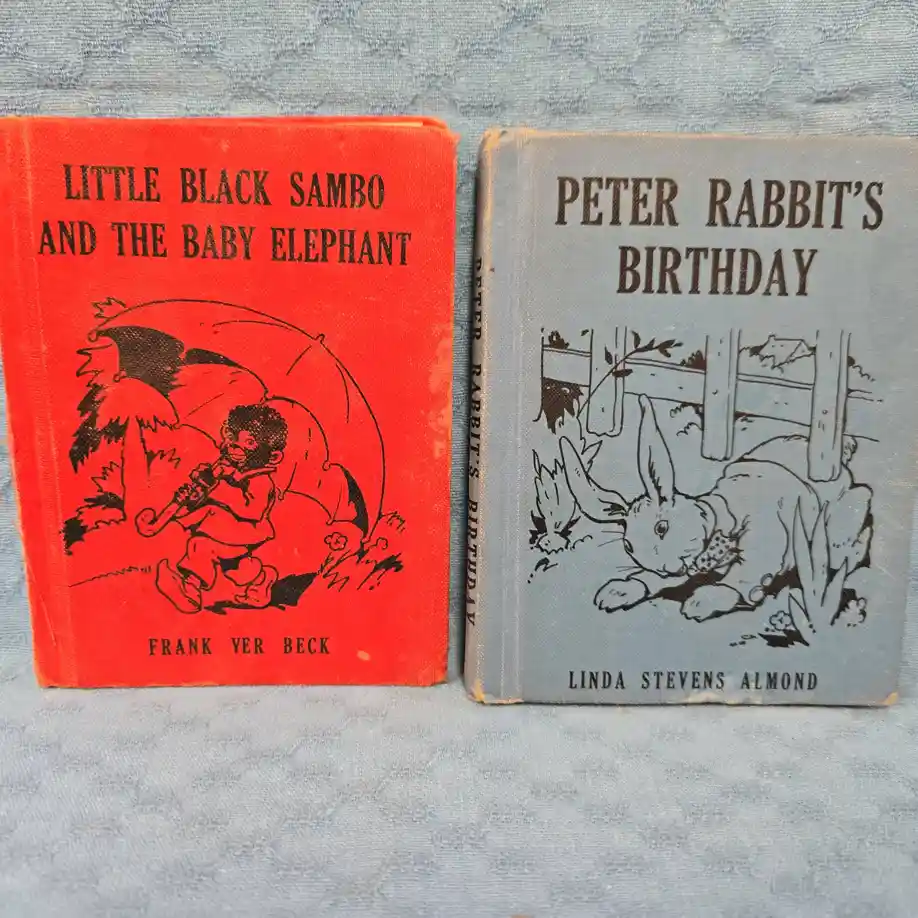 LITTLE BLACK SAMBO
AND THE BABY ELEPHANT
FRANK VER BECK
PETER RABBIT'S BIRTHDAY
PETER RABBIT'S
BIRTHDAY
LINDA STEVENS ALMOND